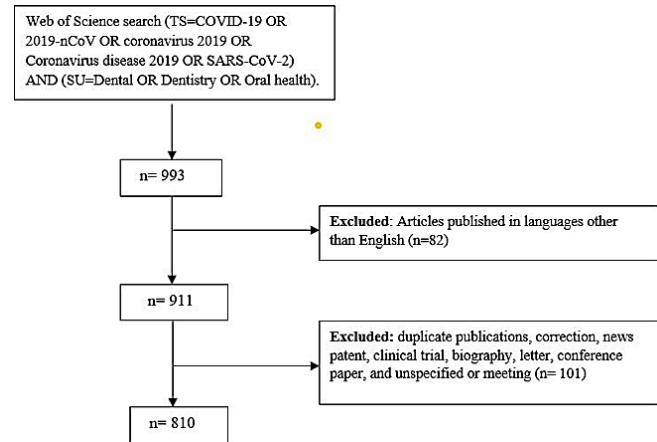 Web of Science search (TS=COVID-19 OR
2019-nCoV OR coronavirus 2019 OR
Coronavirus disease 2019 OR SARS-CoV-2)
AND (SU=Dental OR Dentistry OR Oral health).
n= 993
Excluded: Articles published in languages other
than English (n=82)
n= 911
Excluded: duplicate publications, correction, news
patent, clinical trial, biography, letter, conference
paper, and unspecified or meeting (n= 101)
n= 810